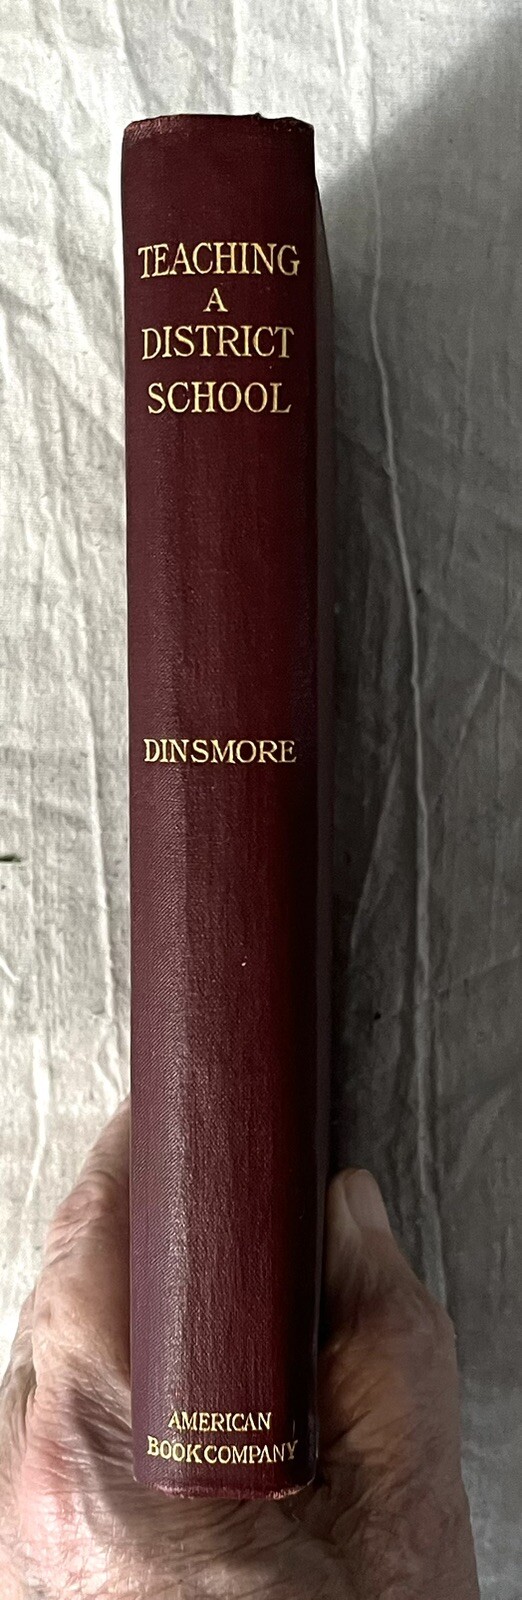 TEACHING
A
DISTRICT
SCHOOL
DINSMORE
AMERICAN
BOOK COMPANY